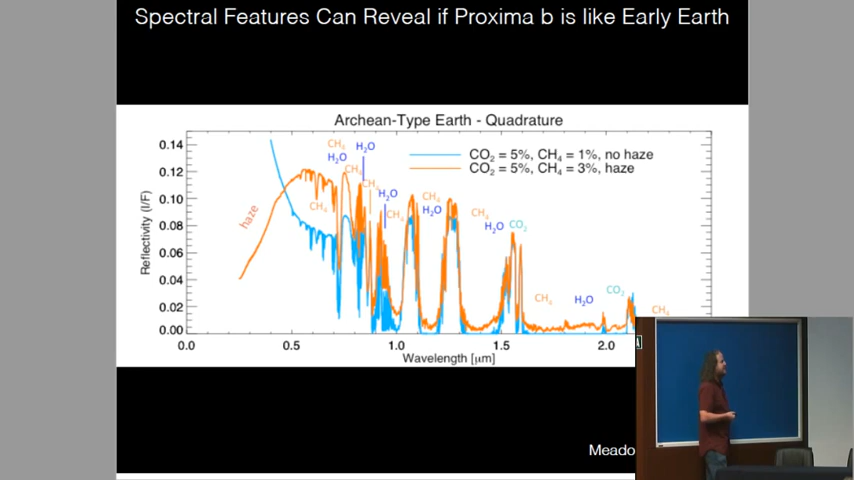 Spectral Features Can Reveal if Proxima b is like Early Earth
Archean-Type Earth - Quadrature
CO₂ = 5%, CH₄ = 1%, no haze
CO₂ = 5%, CH₄ = 3%, haze
Reflectivity (I/F)
0.14
0.12
0.10
0.08
0.06
0.04
0.02
0.00
haze
CH₄
H₂O
H₂O
CH₄
CH₄
CH₄
H₂O
CH₄
CH₄
H₂O
CH₄
H₂O
CO₂
CH₄
H₂O
CO₂
CH₄
0.0 0.5 1.0 1.5 2.0
Wavelength [μm]
Meado